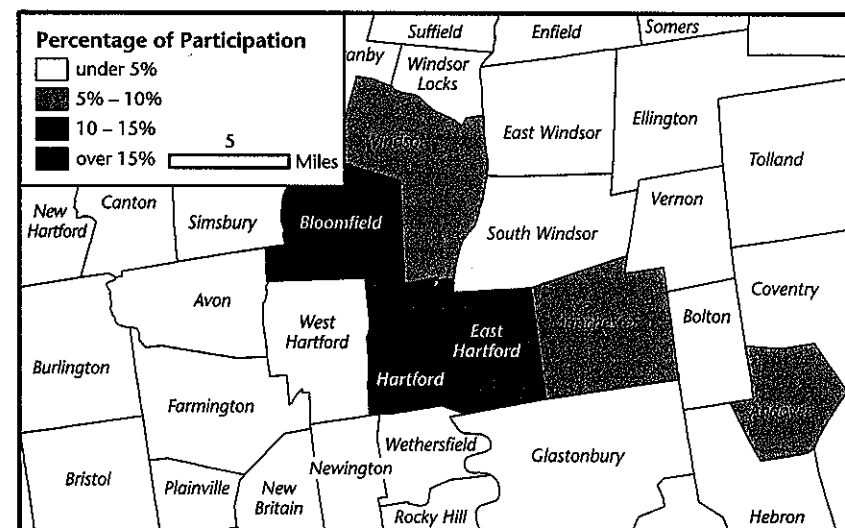 Percentage of Participation
under 5%
5% – 10%
10 – 15%
over 15%
5
Miles
Suffield
Enfield
Somers
anby
Windsor
Locks
East Windsor
Ellington
Tolland
New
Hartford
Canton
Simsbury
Bloomfield
South Windsor
Vernon
Avon
West
Hartford
East
Hartford
Hartford
Bolton
Coventry
Burlington
Farmington
Wethersfield
Glastonbury
Bristol
Plainville
New
Britain
Newington
Rocky Hill
Hebron